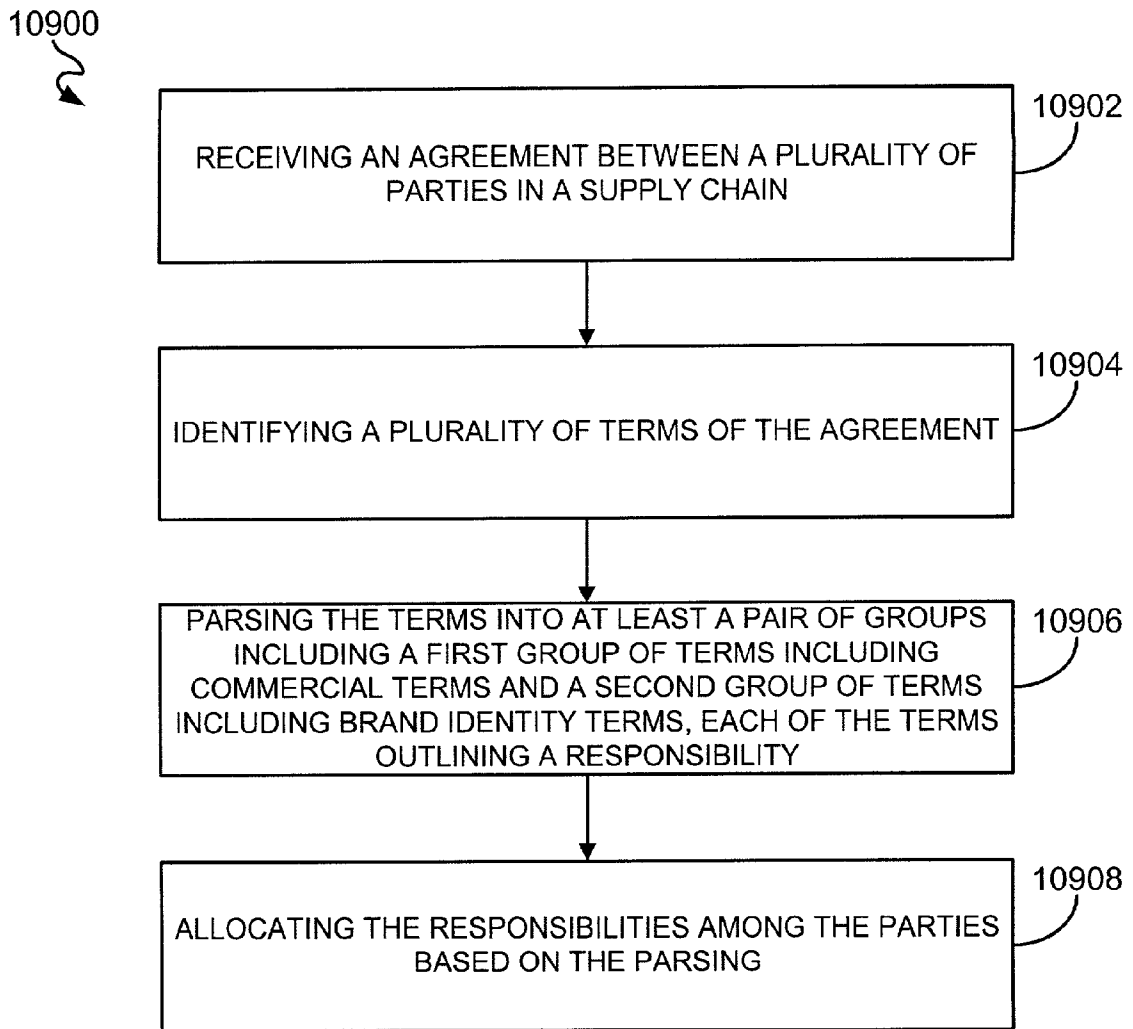 10900
10902
RECEIVING AN AGREEMENT BETWEEN A PLURALITY OF
PARTIES IN A SUPPLY CHAIN
10904
IDENTIFYING A PLURALITY OF TERMS OF THE AGREEMENT
10906
PARSING THE TERMS INTO AT LEAST A PAIR OF GROUPS
INCLUDING A FIRST GROUP OF TERMS INCLUDING
COMMERCIAL TERMS AND A SECOND GROUP OF TERMS
INCLUDING BRAND IDENTITY TERMS, EACH OF THE TERMS
OUTLINING A RESPONSIBILITY
10908
ALLOCATING THE RESPONSIBILITIES AMONG THE PARTIES
BASED ON THE PARSING